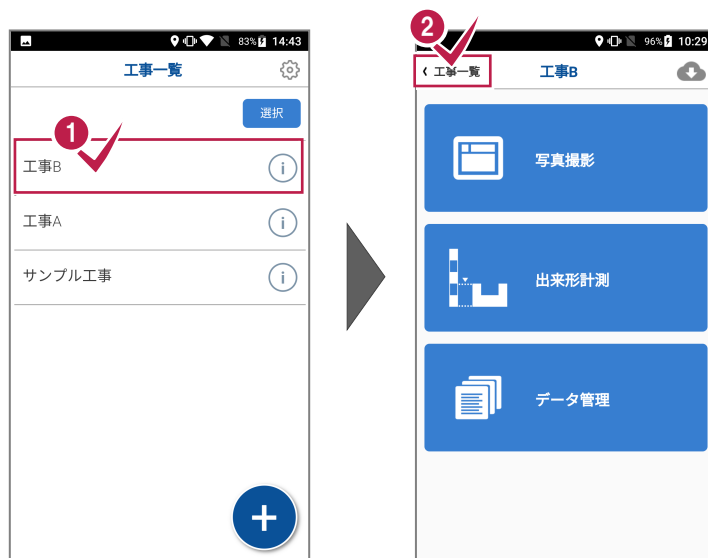 83% 14:43
工事一覧
選択
1
工事B
i
工事A
i
サンプル工事
i
2
96% 10:29
工事一覧
工事B
写真撮影
出来形計測
データ管理